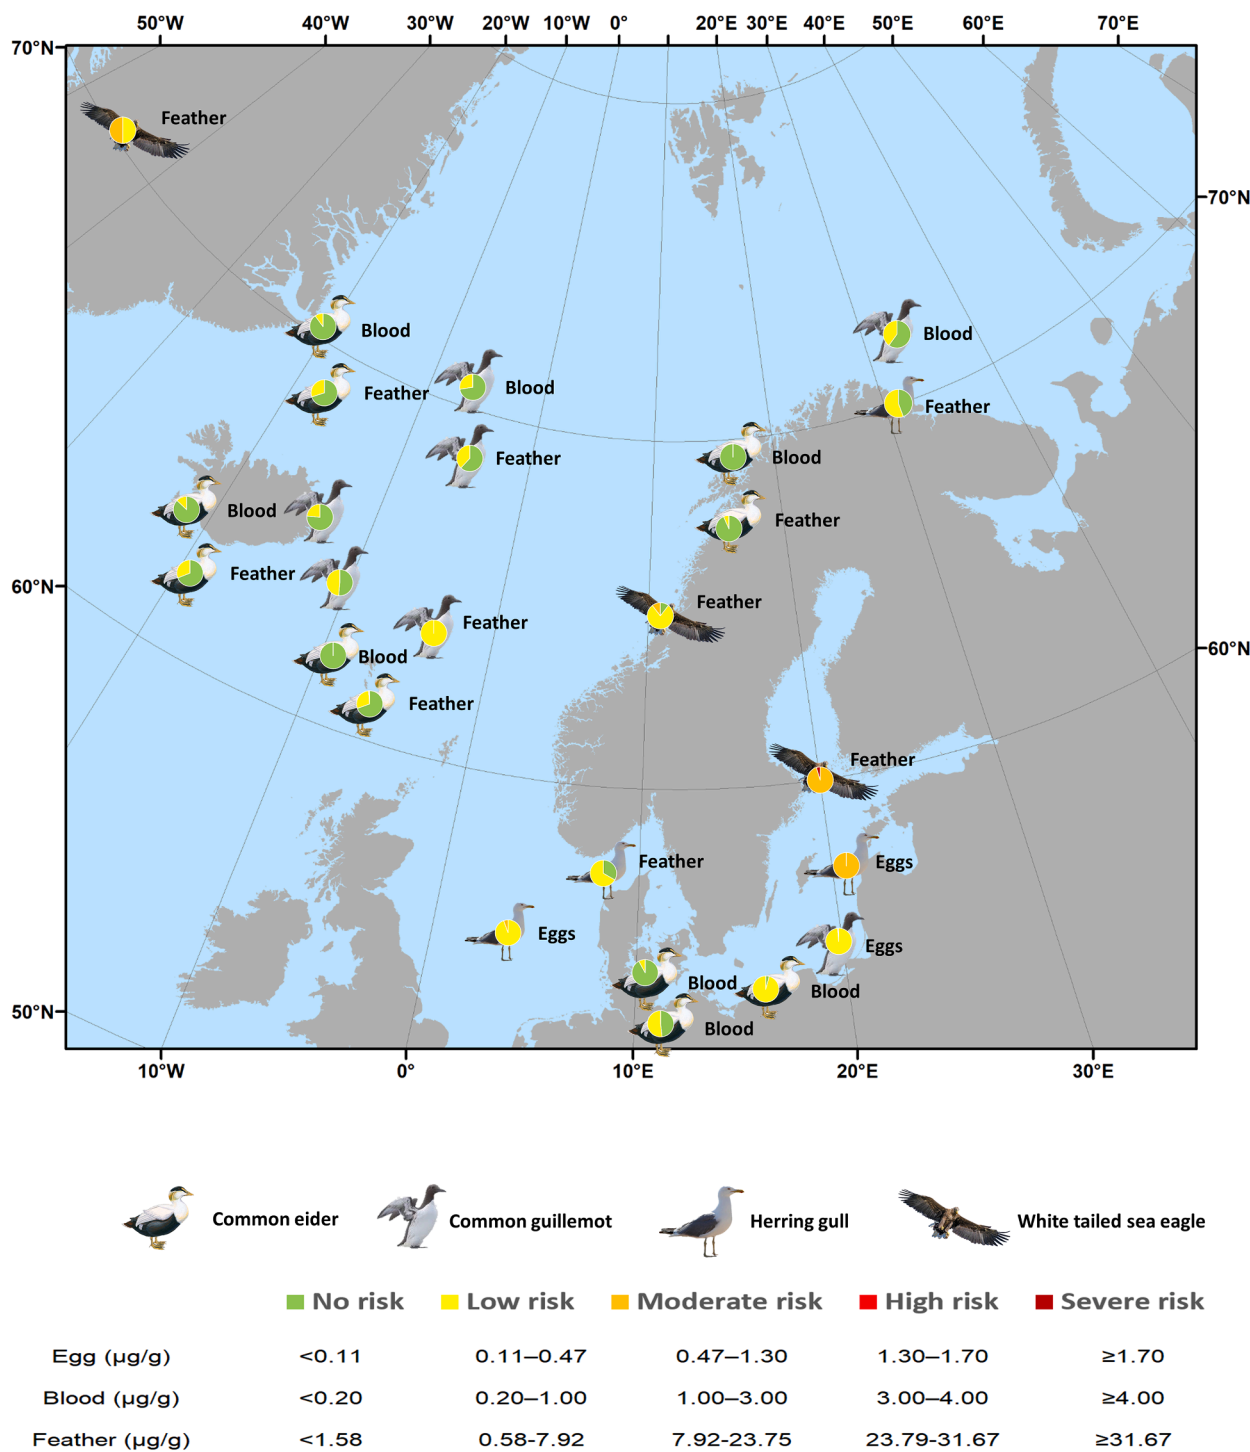 50°W 40°W 30°W 20°W 10°W 0° 20°E 30°E 40°E 50°E 60°E 70°E
70°N
Feather
70°N
Blood
Blood
Feather
Blood
Feather
Feather
Blood
Feather
Blood
Feather
Feather
Feather
60°N
Feather
60°N
Blood
Feather
Feather
Feather
Eggs
Eggs
Eggs
Blood
Blood
Blood
50°N
10°W 0° 10°E 20°E 30°E
Common eider Common guillemot Herring gull White tailed sea eagle
No risk Low risk Moderate risk High risk Severe risk
Egg (µg/g) <0.11 0.11–0.47 0.47–1.30 1.30–1.70 ≥1.70
Blood (µg/g) <0.20 0.20–1.00 1.00–3.00 3.00–4.00 ≥4.00
Feather (µg/g) <1.58 0.58-7.92 7.92-23.75 23.79-31.67 ≥31.67